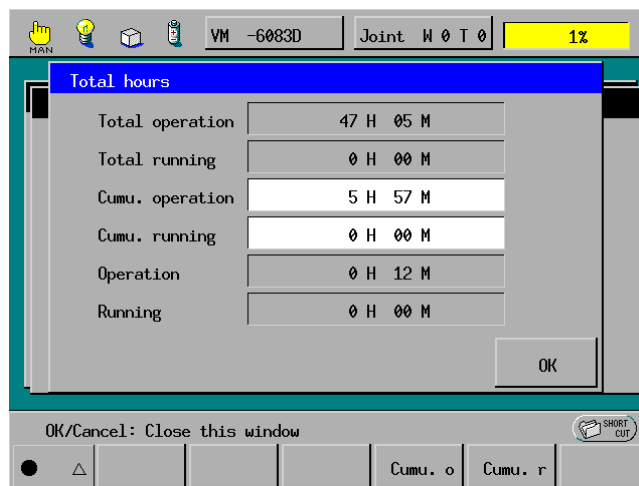 MAN VM -6083D Joint W 0 T 0 1%
Total hours
Total operation 47 H 05 M
Total running 0 H 00 M
Cumu. operation 5 H 57 M
Cumu. running 0 H 00 M
Operation 0 H 12 M
Running 0 H 00 M
OK
OK/Cancel: Close this window
SHORT
CUT
Cumu. o Cumu. r